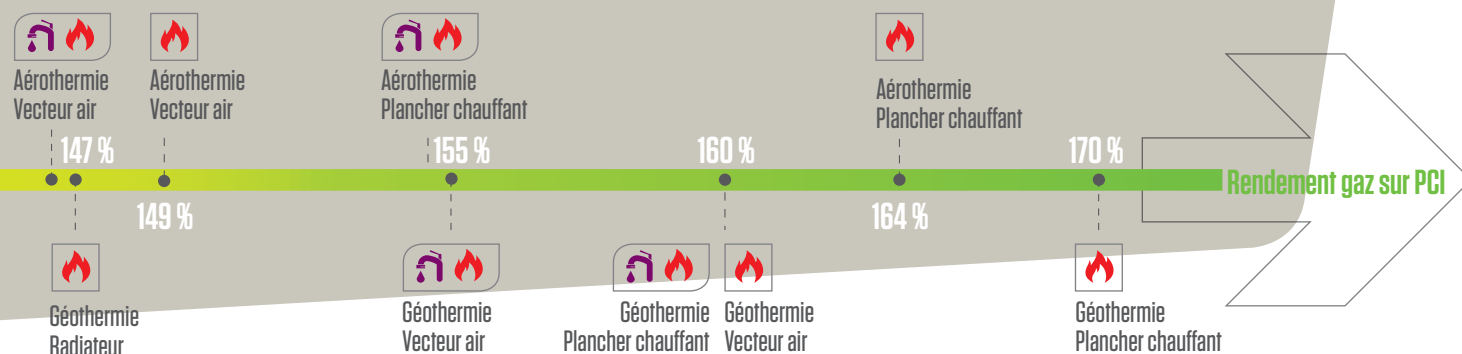 Aérothermie
Vecteur air
Aérothermie
Vecteur air
Aérothermie
Plancher chauffant
Aérothermie
Plancher chauffant
147 %
155 %
160 %
170 %
Rendement gaz sur PCI
149 %
164 %
Géothermie
Radiateur
Géothermie
Vecteur air
Géothermie
Plancher chauffant
Géothermie
Vecteur air
Géothermie
Plancher chauffant